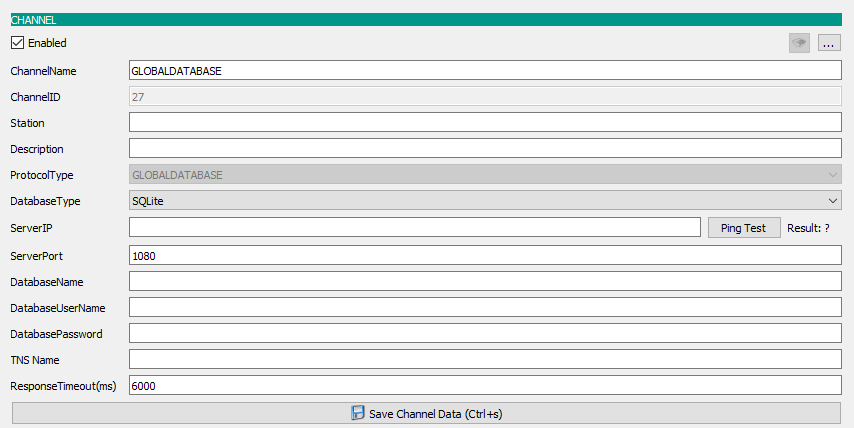 CHANNEL
Enabled ...
ChannelName GLOBALDATABASE
ChannelID 27
Station
Description
ProtocolType GLOBALDATABASE
DatabaseType SQLite
ServerIP Ping Test Result: ?
ServerPort 1080
DatabaseName
DatabaseUserName
DatabasePassword
TNS Name
ResponseTimeout(ms) 6000
Save Channel Data (Ctrl+s)